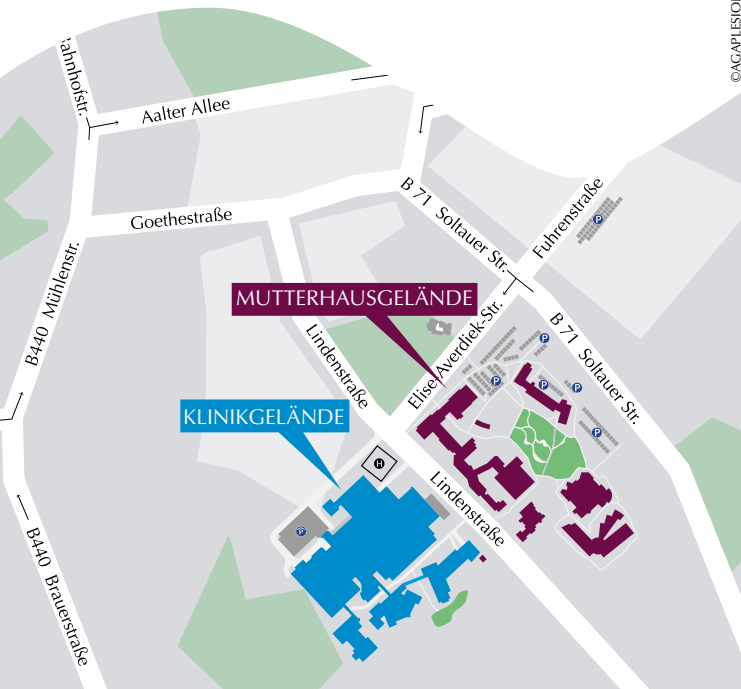 ©AGAPLESION
Bahnhofstr.
Aalter Allee
Goethestraße
B 71 Soltauer Str.
Fuhrenstraße
P
B440 Mühlenstr.
MUTTERHAUSGELÄNDE
Elise-Averdiek-Str.
Lindenstraße
B 71 Soltauer Str.
P
P
P
P
P
KLINIKGELÄNDE
H
Lindenstraße
P
B440 Brauerstraße